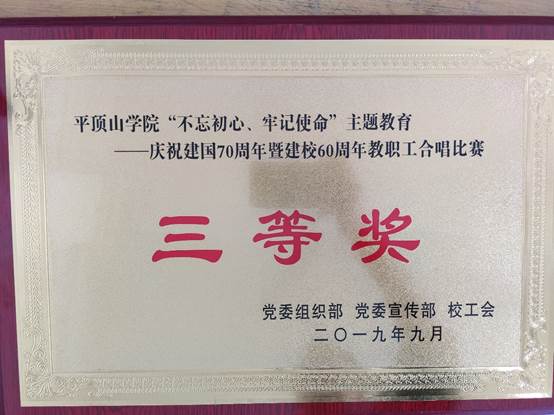 平顶山学院“不忘初心、牢记使命”主题教育
——庆祝建国70周年暨建校60周年教职工合唱比赛
三等奖
党委组织部 党委宣传部 校工会
二〇一九年九月